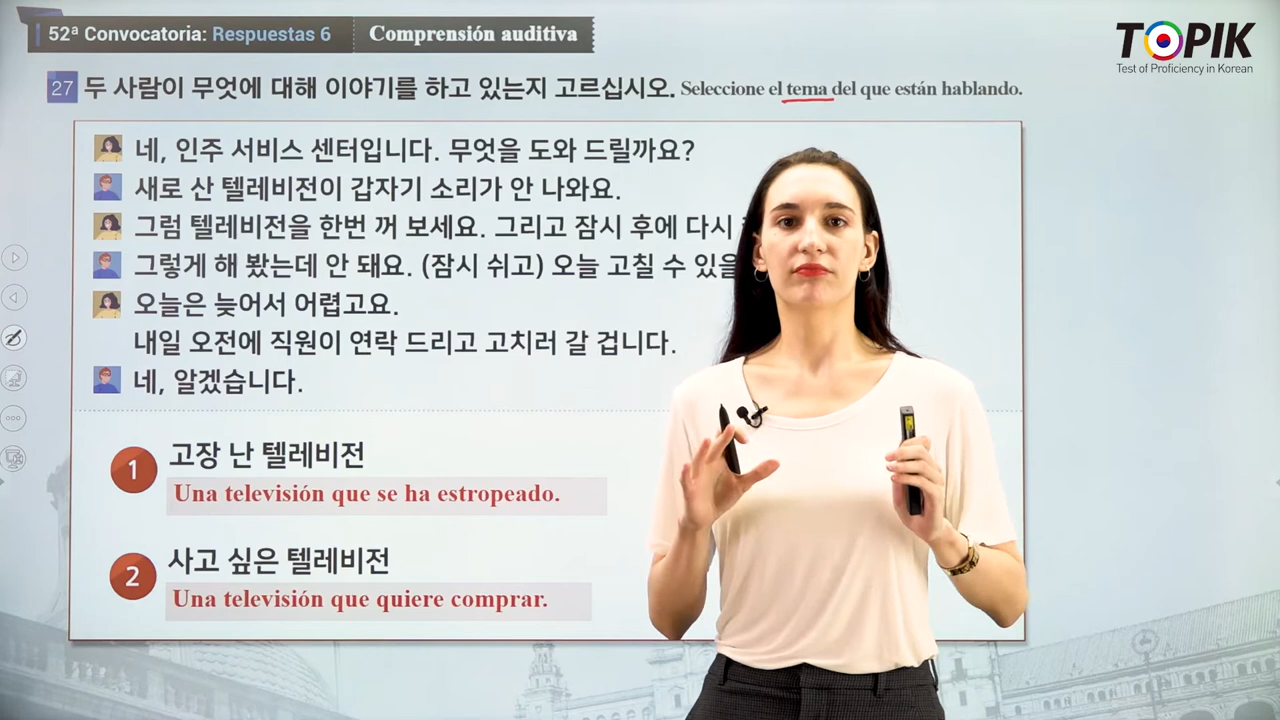 52ª Convocatoria: Respuestas 6
Comprensión auditiva
TOPIK
Test of Proficiency in Korean
27 두 사람이 무엇에 대해 이야기를 하고 있는지 고르십시오. Seleccione el tema del que están hablando.
네, 인주 서비스 센터입니다. 무엇을 도와 드릴까요?
새로 산 텔레비전이 갑자기 소리가 안 나와요.
그럼 텔레비전을 한번 꺼 보세요. 그리고 잠시 후에 다시
그렇게 해 봤는데 안 돼요. (잠시 쉬고) 오늘 고칠 수 있을
오늘은 늦어서 어렵고요.
내일 오전에 직원이 연락 드리고 고치러 갈 겁니다.
네, 알겠습니다.
1 고장 난 텔레비전
Una televisión que se ha estropeado.
2 사고 싶은 텔레비전
Una televisión que quiere comprar.